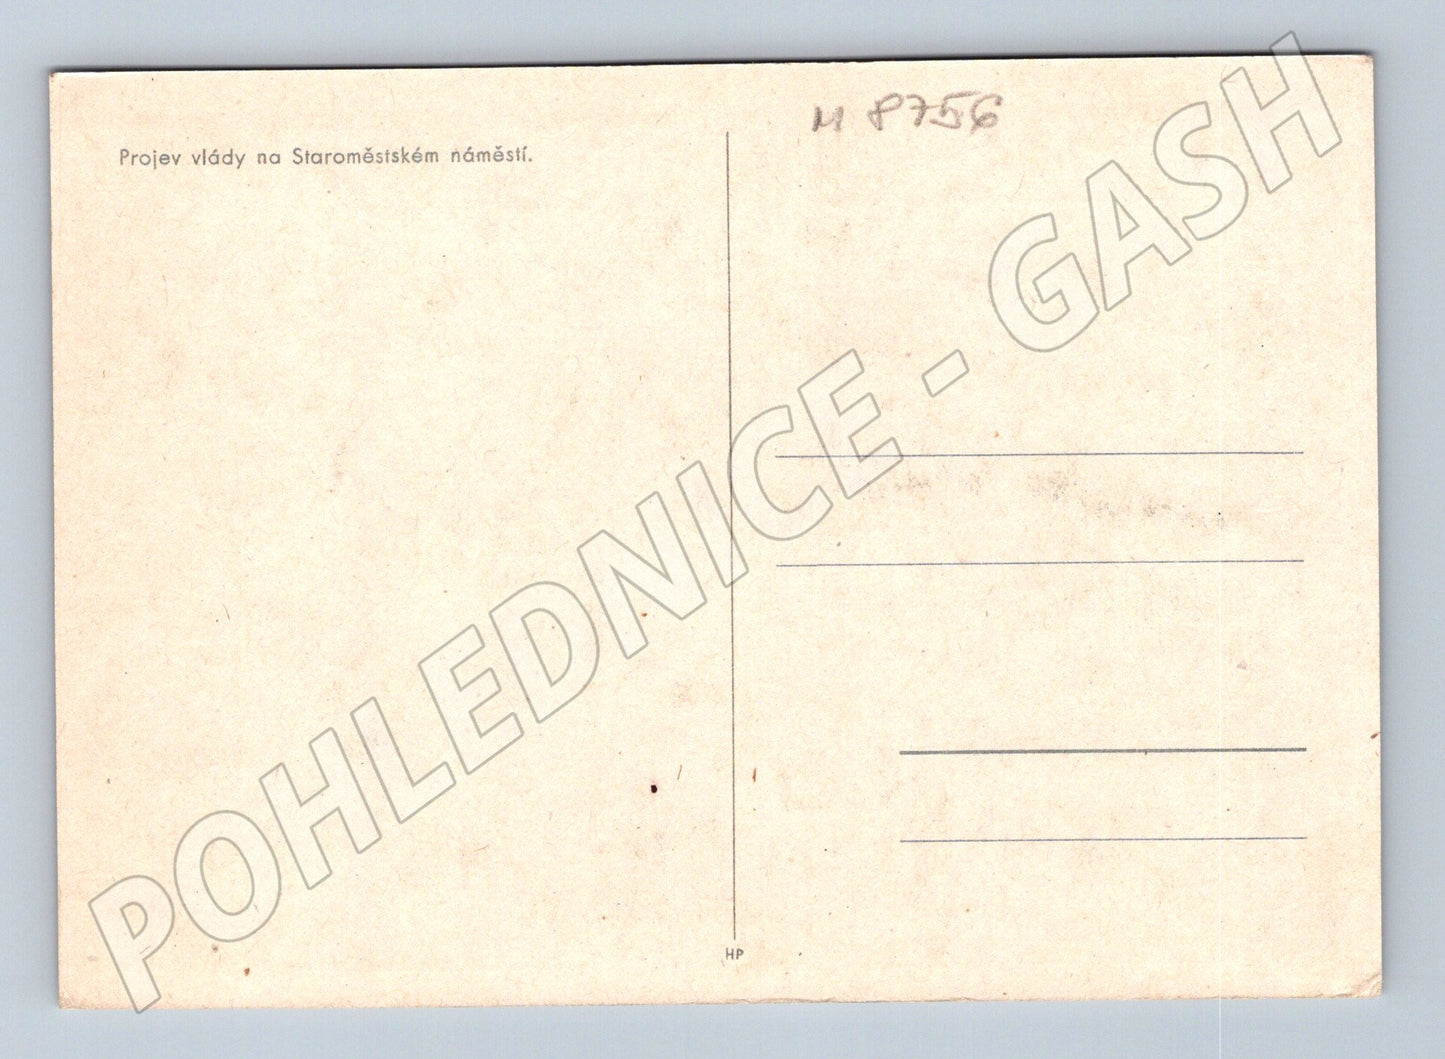 M 8756
Projev vlády na Staroměstském náměstí.
POHLEDNICE - GASH
HP